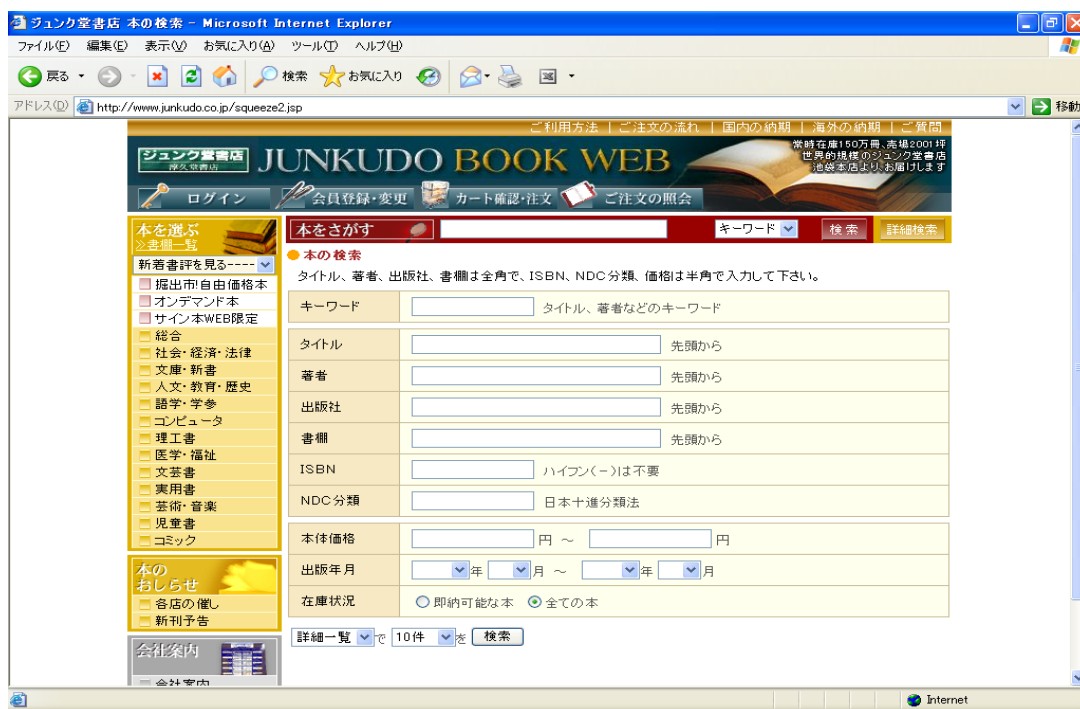 ジュンク堂書店 本の検索 - Microsoft Internet Explorer
ファイル(F) 編集(E) 表示(V) お気に入り(A) ツール(T) ヘルプ(H)
戻る 検索 お気に入り
アドレス(D) http://www.junkudo.co.jp/squeeze2.jsp 移動
ご利用方法 | ご注文の流れ | 国内の納期 | 海外の納期 | ご質問
ジュンク堂書店 JUNKUDO BOOK WEB
淳久堂書店
常時在庫150万冊、売場2001坪
世界的規模のジュンク堂書店
池袋本店より、お届けします
ログイン 会員登録・変更 カート確認・注文 ご注文の照会
本を選ぶ
≫書棚一覧
新着書評を見る----
掘出市!自由価格本
オンデマンド本
サイン本WEB限定
総合
社会・経済・法律
文庫・新書
人文・教育・歴史
語学・学参
コンピュータ
理工書
医学・福祉
文芸書
実用書
芸術・音楽
児童書
コミック
本の
おしらせ
各店の催し
新刊予告
会社案内
会社案内
本をさがす キーワード 検索 詳細検索
本の検索
タイトル、著者、出版社、書棚は全角で、ISBN、NDC分類、価格は半角で入力して下さい。
キーワード タイトル、著者などのキーワード
タイトル 先頭から
著者 先頭から
出版社 先頭から
書棚 先頭から
ISBN ハイフン(-)は不要
NDC分類 日本十進分類法
本体価格 円 ～ 円
出版年月 年 月 ～ 年 月
在庫状況 即納可能な本 全ての本
詳細一覧 で 10件 を 検索
Internet